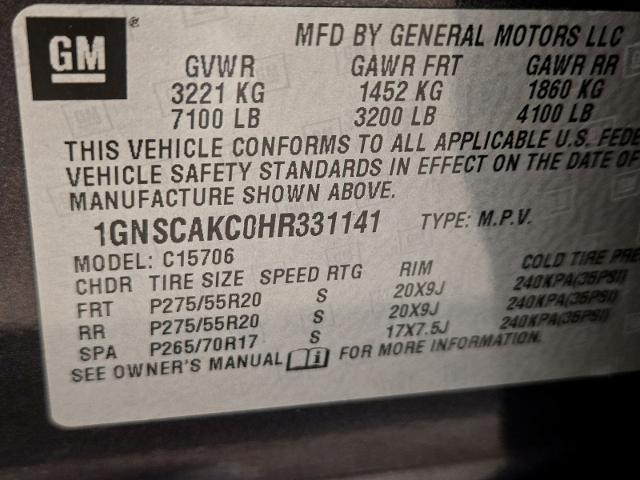 GM ® MFD BY GENERAL MOTORS LLC
GVWR GAWR FRT GAWR RR
3221 KG 1452 KG 1860 KG
7100 LB 3200 LB 4100 LB
THIS VEHICLE CONFORMS TO ALL APPLICABLE U.S. FEDE
VEHICLE SAFETY STANDARDS IN EFFECT ON THE DATE OF
MANUFACTURE SHOWN ABOVE.
1GNSCAKC0HR331141 TYPE: M.P.V.
MODEL: C15706
CHDR TIRE SIZE SPEED RTG RIM COLD TIRE PRE
FRT P275/55R20 S 20X9J 240KPA(35PSI)
RR P275/55R20 S 20X9J 240KPA(35PSI)
SPA P265/70R17 S 17X7.5J 240KPA(35PSI)
SEE OWNER'S MANUAL i FOR MORE INFORMATION.